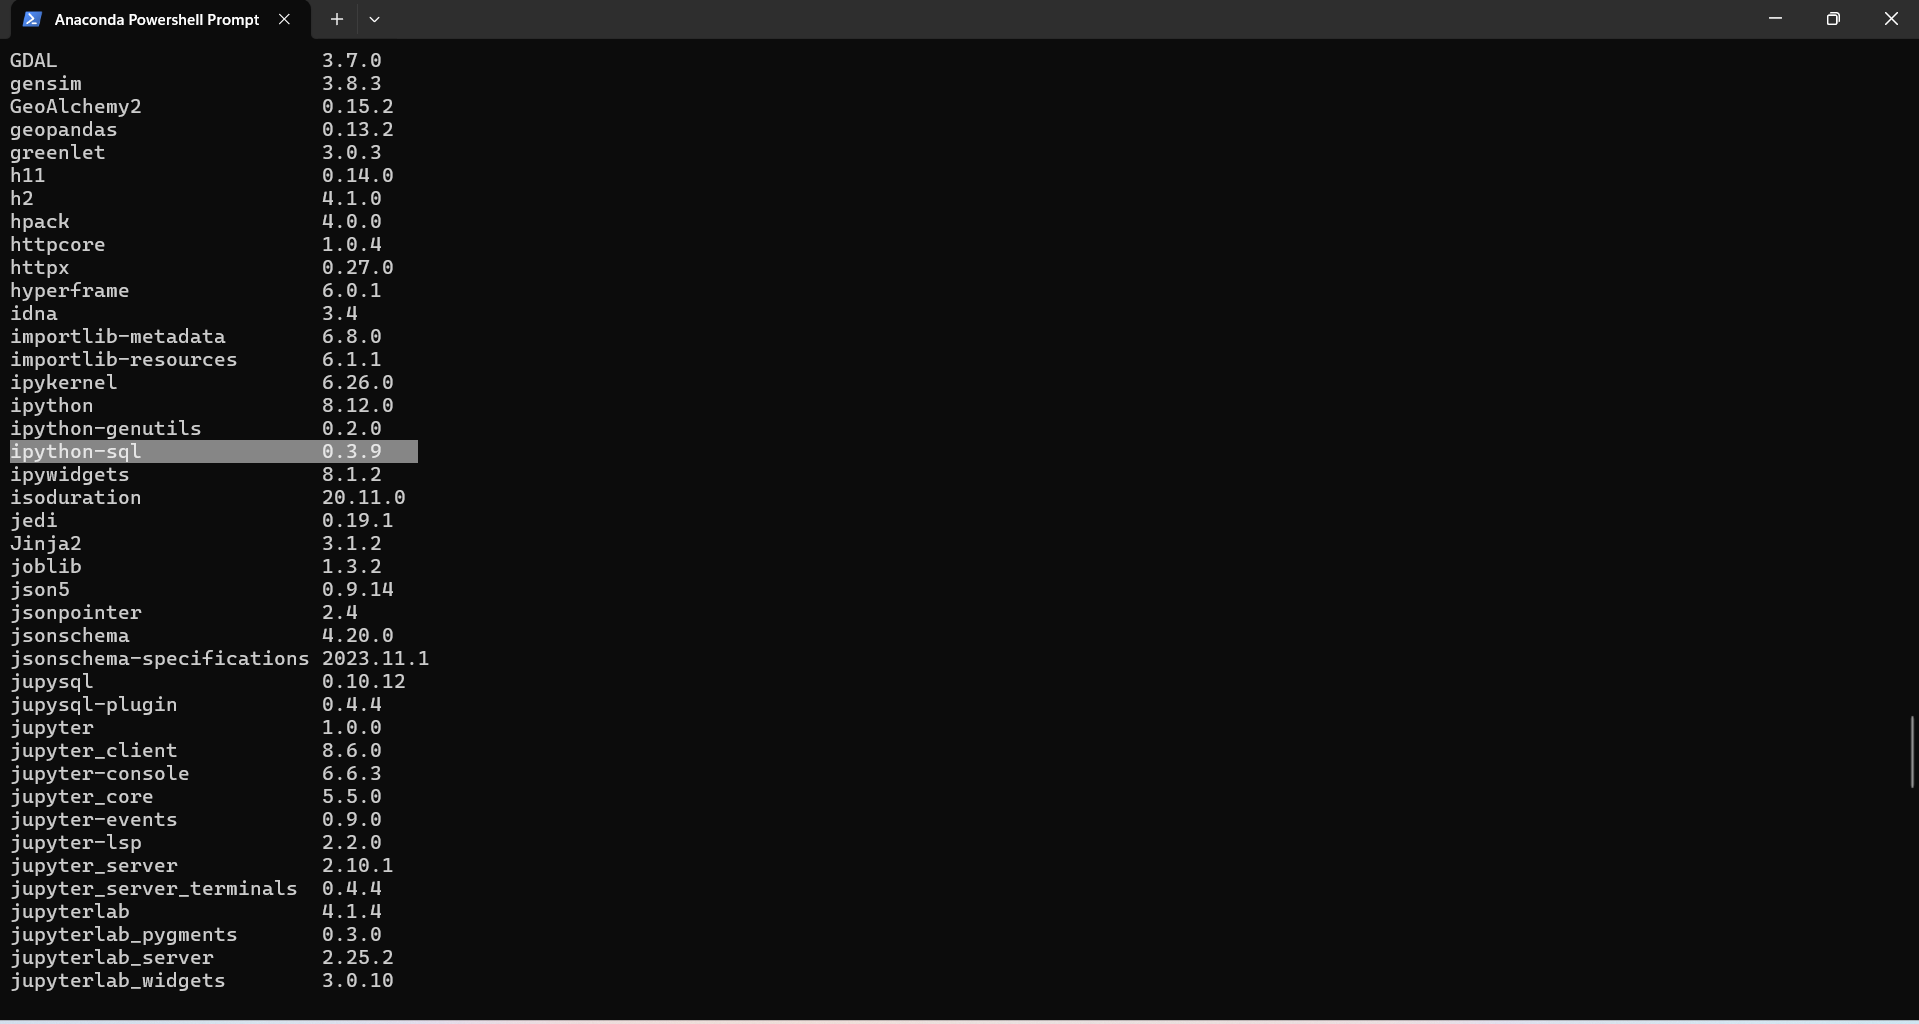 Anaconda Powershell Prompt
GDAL 3.7.0
gensim 3.8.3
GeoAlchemy2 0.15.2
geopandas 0.13.2
greenlet 3.0.3
h11 0.14.0
h2 4.1.0
hpack 4.0.0
httpcore 1.0.4
httpx 0.27.0
hyperframe 6.0.1
idna 3.4
importlib-metadata 6.8.0
importlib-resources 6.1.1
ipykernel 6.26.0
ipython 8.12.0
ipython-genutils 0.2.0
ipython-sql 0.3.9
ipywidgets 8.1.2
isoduration 20.11.0
jedi 0.19.1
Jinja2 3.1.2
joblib 1.3.2
json5 0.9.14
jsonpointer 2.4
jsonschema 4.20.0
jsonschema-specifications 2023.11.1
jupysql 0.10.12
jupysql-plugin 0.4.4
jupyter 1.0.0
jupyter_client 8.6.0
jupyter-console 6.6.3
jupyter_core 5.5.0
jupyter-events 0.9.0
jupyter-lsp 2.2.0
jupyter_server 2.10.1
jupyter_server_terminals 0.4.4
jupyterlab 4.1.4
jupyterlab_pygments 0.3.0
jupyterlab_server 2.25.2
jupyterlab_widgets 3.0.10